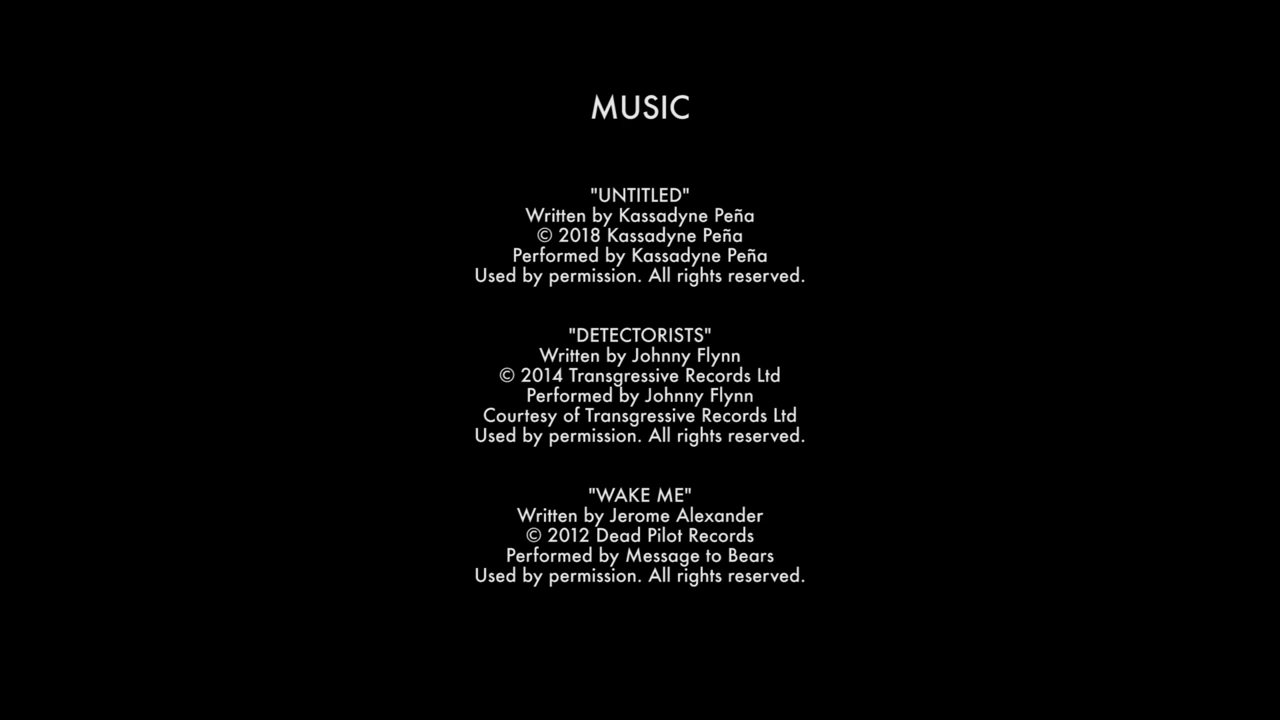 MUSIC
"UNTITLED"
Written by Kassadyne Peña
© 2018 Kassadyne Peña
Performed by Kassadyne Peña
Used by permission. All rights reserved.
"DETECTORISTS"
Written by Johnny Flynn
© 2014 Transgressive Records Ltd
Performed by Johnny Flynn
Courtesy of Transgressive Records Ltd
Used by permission. All rights reserved.
"WAKE ME"
Written by Jerome Alexander
© 2012 Dead Pilot Records
Performed by Message to Bears
Used by permission. All rights reserved.